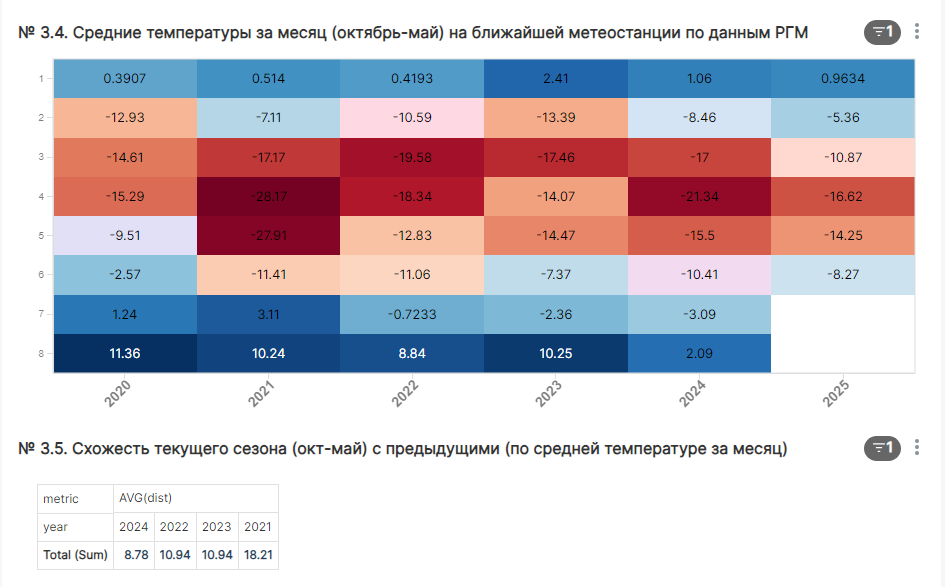 № 3.4. Средние температуры за месяц (октябрь-май) на ближайшей метеостанции по данным РГМ 1
1 0.3907 0.514 0.4193 2.41 1.06 0.9634
2 -12.93 -7.11 -10.59 -13.39 -8.46 -5.36
3 -14.61 -17.17 -19.58 -17.46 -17 -10.87
4 -15.29 -28.17 -18.34 -14.07 -21.34 -16.62
5 -9.51 -27.91 -12.83 -14.47 -15.5 -14.25
6 -2.57 -11.41 -11.06 -7.37 -10.41 -8.27
7 1.24 3.11 -0.7233 -2.36 -3.09
8 11.36 10.24 8.84 10.25 2.09
2020 2021 2022 2023 2024 2025
№ 3.5. Схожесть текущего сезона (окт-май) с предыдущими (по средней температуре за месяц) 1
metric AVG(dist)
year 2024 2022 2023 2021
Total (Sum) 8.78 10.94 10.94 18.21